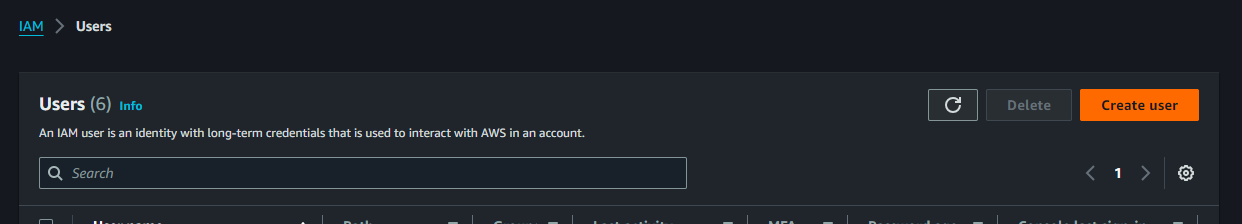 IAM > Users
Users (6) Info
Delete
Create user
An IAM user is an identity with long-term credentials that is used to interact with AWS in an account.
Search
1